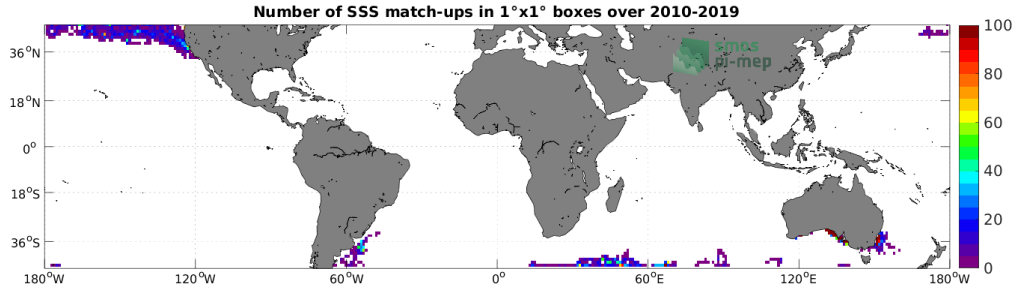 Number of SSS match-ups in 1°x1° boxes over 2010-2019
smos
pi-mep
36°N
18°N
0°
18°S
36°S
180°W
120°W
60°W
0°
60°E
120°E
180°W
100
80
60
40
20
0